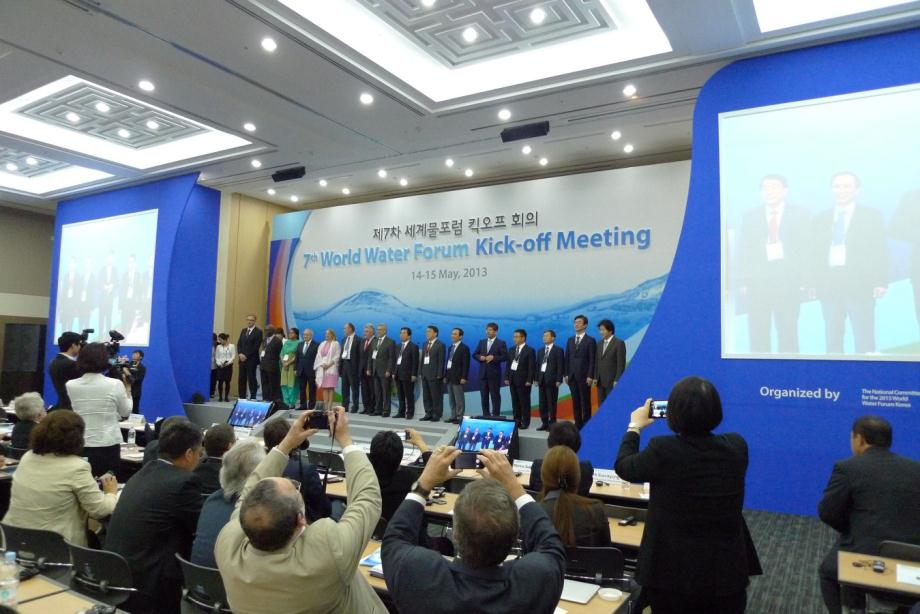 제7차 세계물포럼 킥오프 회의
7th World Water Forum Kick-off Meeting
14-15 May, 2013
Organized by
The National Committee
for the 2015 World
Water Forum Korea